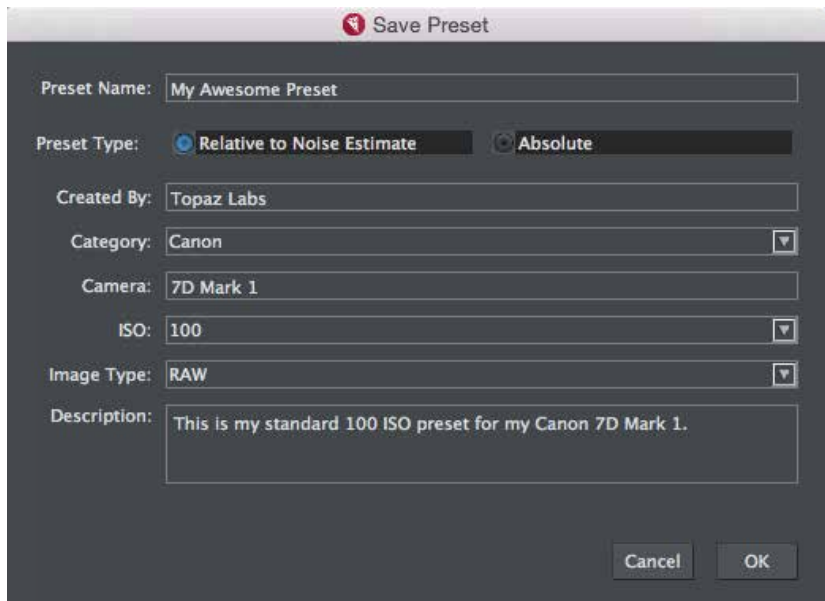 Save Preset
Preset Name: My Awesome Preset
Preset Type: Relative to Noise Estimate Absolute
Created By: Topaz Labs
Category: Canon
Camera: 7D Mark 1
ISO: 100
Image Type: RAW
Description: This is my standard 100 ISO preset for my Canon 7D Mark 1.
Cancel OK